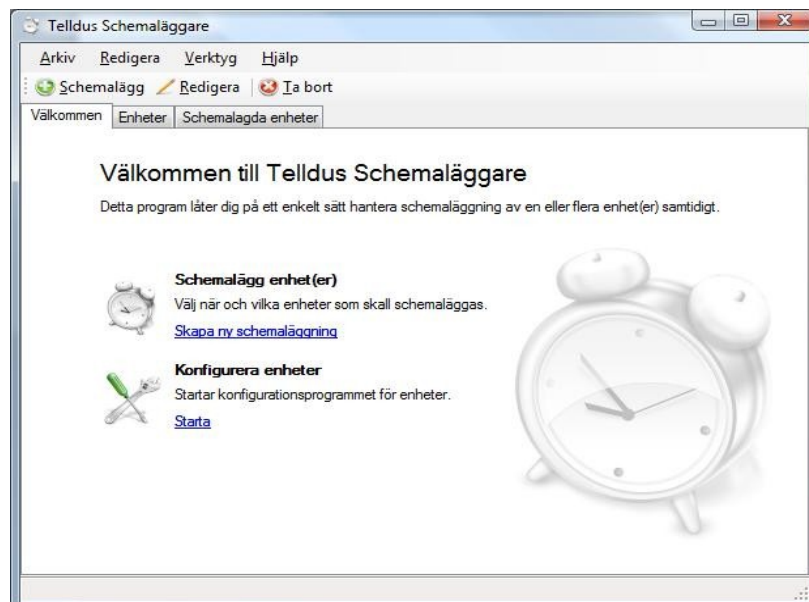 Telldus Schemaläggare
Arkiv Redigera Verktyg Hjälp
Schemalägg Redigera Ta bort
Välkommen Enheter Schemalagda enheter
Välkommen till Telldus Schemaläggare
Detta program låter dig på ett enkelt sätt hantera schemaläggning av en eller flera enhet(er) samtidigt.
Schemalägg enhet(er)
Välj när och vilka enheter som skall schemaläggas.
Skapa ny schemaläggning
Konfigurera enheter
Startar konfigurationsprogrammet för enheter.
Starta